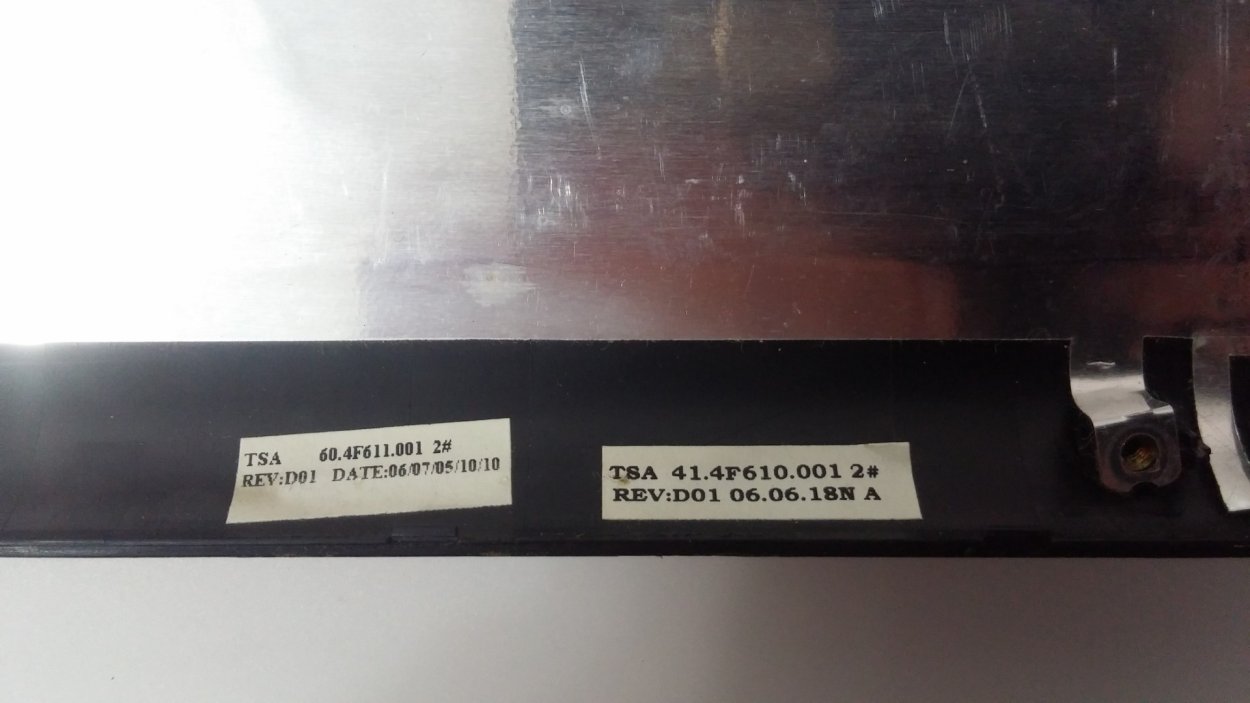 TSA 60.4F611.001 2#
REV:D01 DATE:06/07/05/10/10
TSA 41.4F610.001 2#
REV:D01 06.06.18N A